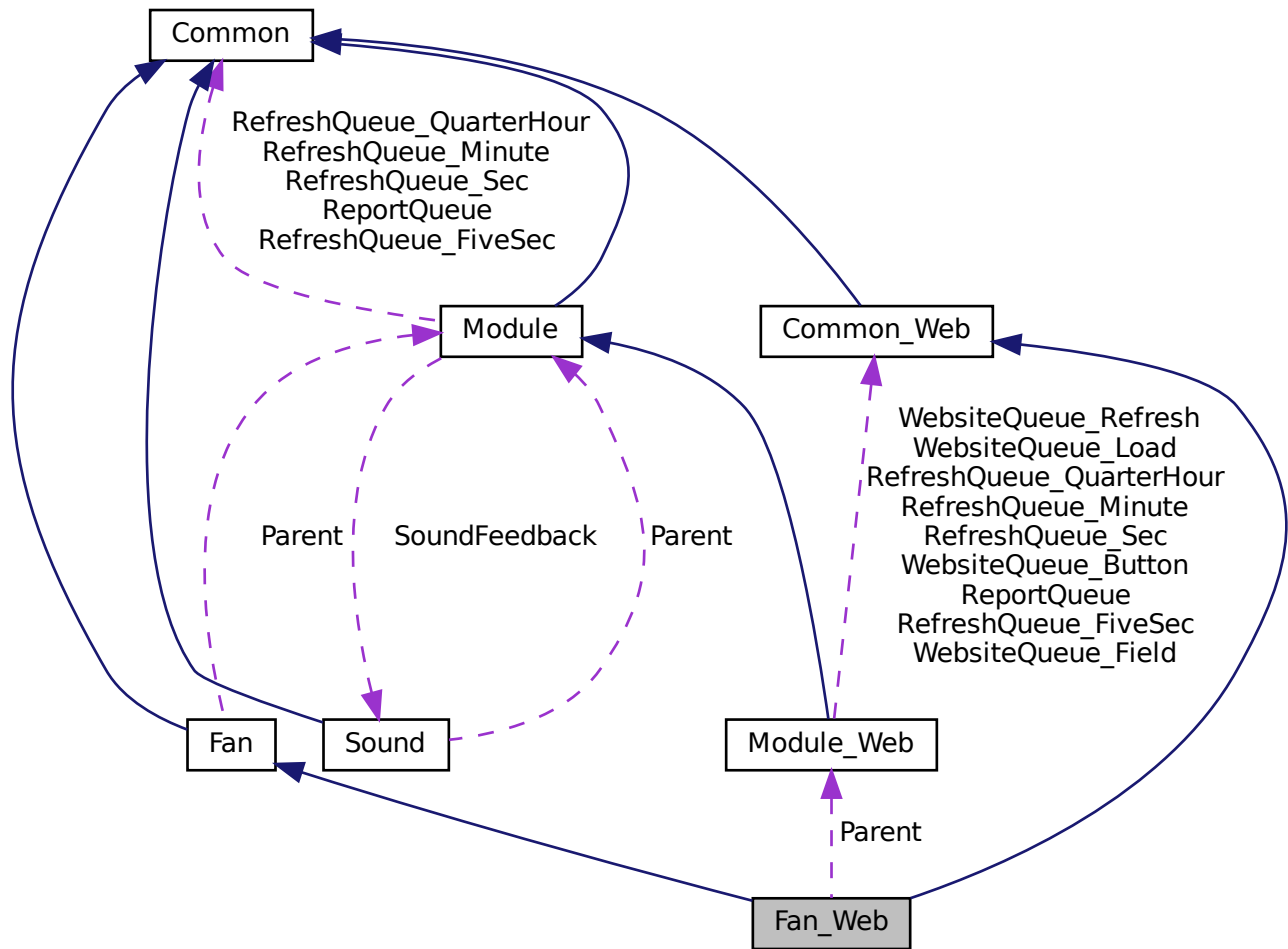 Common
RefreshQueue_QuarterHour
RefreshQueue_Minute
RefreshQueue_Sec
ReportQueue
RefreshQueue_FiveSec
Module
Common_Web
WebsiteQueue_Refresh
WebsiteQueue_Load
RefreshQueue_QuarterHour
RefreshQueue_Minute
RefreshQueue_Sec
WebsiteQueue_Button
ReportQueue
RefreshQueue_FiveSec
WebsiteQueue_Field
Parent
SoundFeedback
Parent
Fan
Sound
Module_Web
Parent
Fan_Web